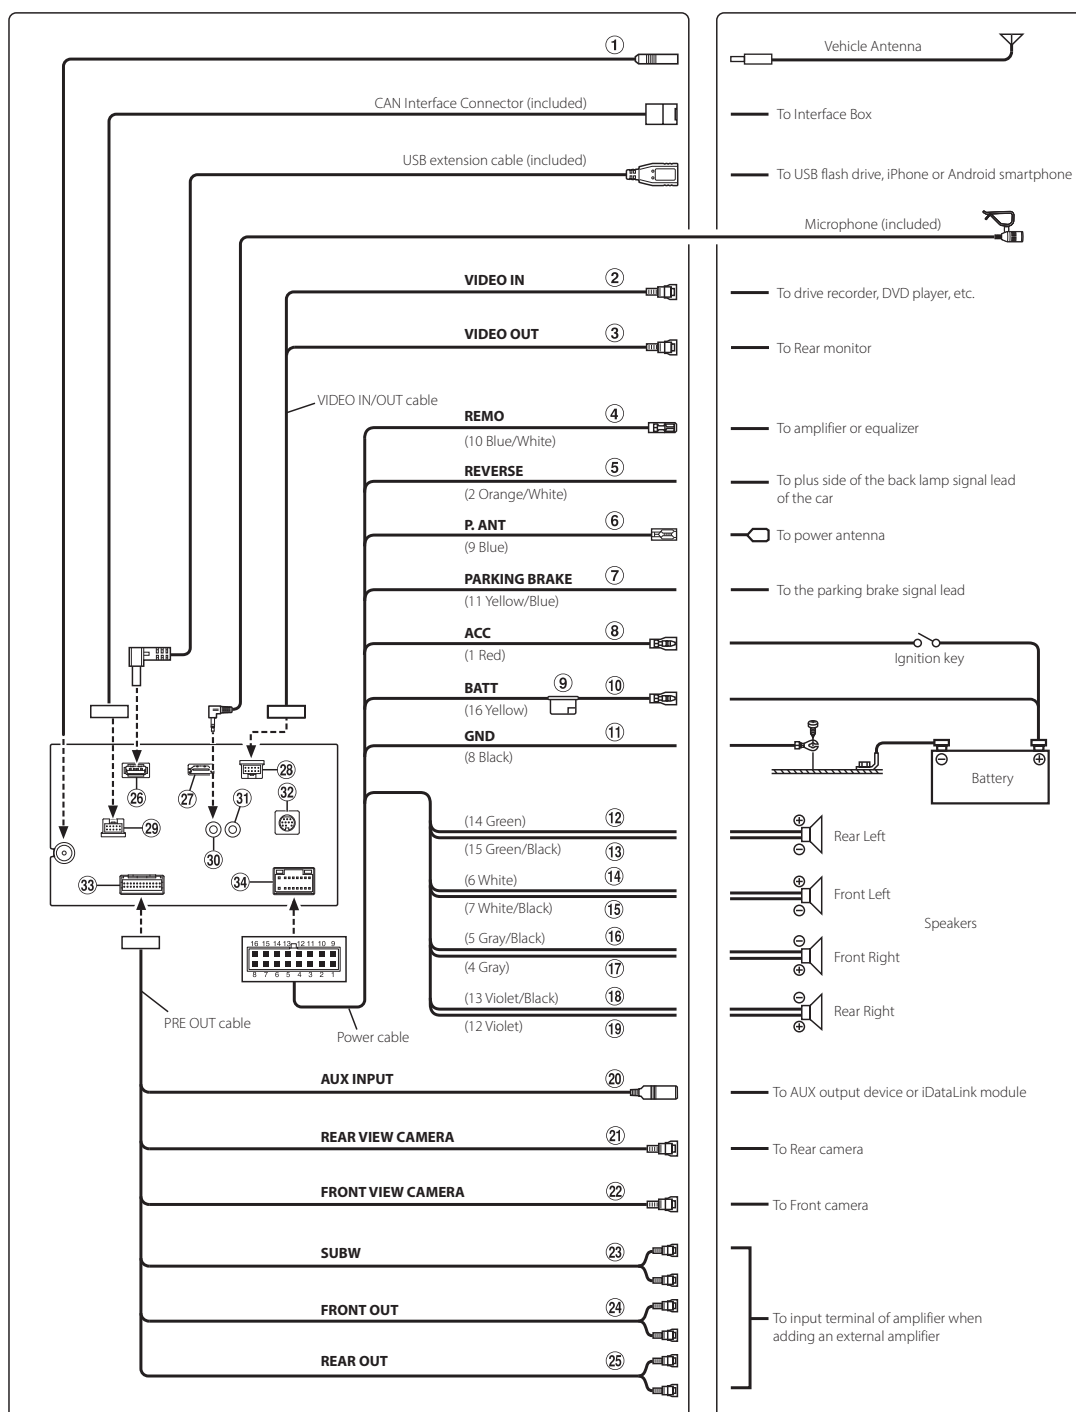 ① Vehicle Antenna
CAN Interface Connector (included) To Interface Box
USB extension cable (included) To USB flash drive, iPhone or Android smartphone
Microphone (included)
VIDEO IN ② To drive recorder, DVD player, etc.
VIDEO OUT ③ To Rear monitor
VIDEO IN/OUT cable
REMO ④ To amplifier or equalizer
(10 Blue/White)
REVERSE ⑤ To plus side of the back lamp signal lead
(2 Orange/White) of the car
P. ANT ⑥ To power antenna
(9 Blue)
PARKING BRAKE ⑦ To the parking brake signal lead
(11 Yellow/Blue)
ACC ⑧
(1 Red) Ignition key
BATT ⑨ ⑩
(16 Yellow)
GND ⑪
(8 Black)
⊖ ⊕
Battery
㉖ ㉗ ㉘
㉙ ㉚ ㉛ ㉜
㉝ ㉞
(14 Green) ⑫ ⊕
Rear Left
(15 Green/Black) ⑬ ⊖
(6 White) ⑭ ⊕
Front Left
(7 White/Black) ⑮ ⊖
Speakers
(5 Gray/Black) ⑯ ⊖
Front Right
(4 Gray) ⑰ ⊕
(13 Violet/Black) ⑱ ⊖
Rear Right
(12 Violet) ⑲ ⊕
16 15 14 13 12 11 10 9
8 7 6 5 4 3 2 1
PRE OUT cable
Power cable
AUX INPUT ⑳ To AUX output device or iDataLink module
REAR VIEW CAMERA ㉑ To Rear camera
FRONT VIEW CAMERA ㉒ To Front camera
SUBW ㉓
FRONT OUT ㉔ To input terminal of amplifier when
adding an external amplifier
REAR OUT ㉕